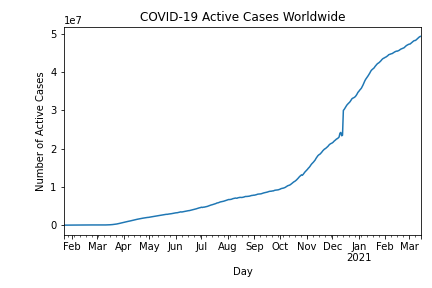 COVID-19 Active Cases Worldwide
1e7
5
4
3
2
1
0
Number of Active Cases
Feb Mar Apr May Jun Jul Aug Sep Oct Nov Dec Jan Feb Mar
2021
Day